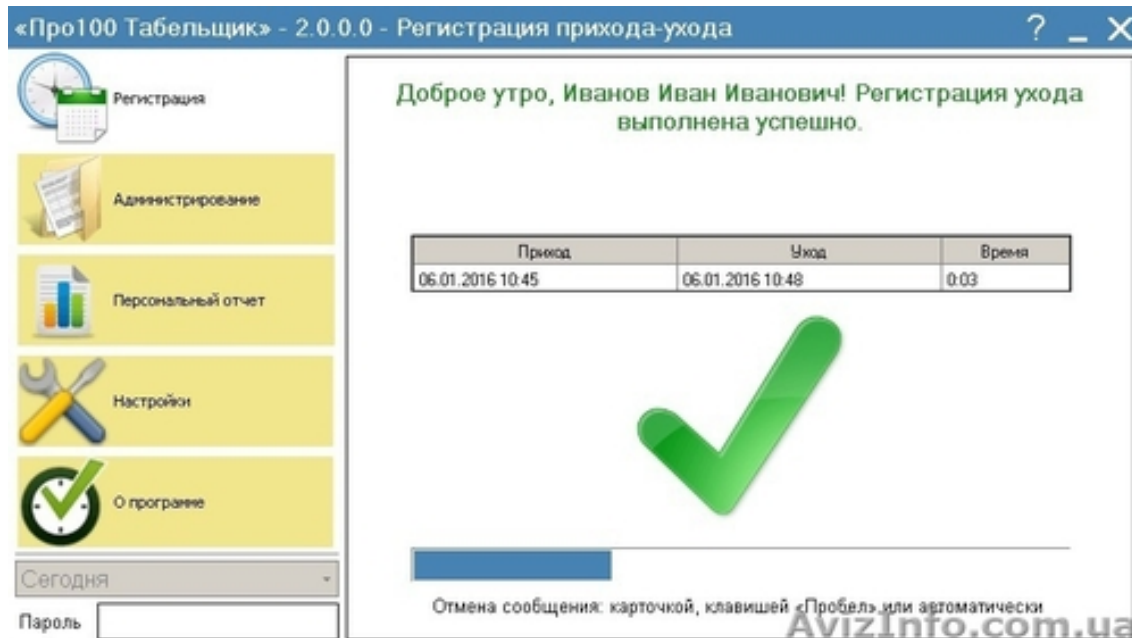 «Про100 Табельщик» - 2.0.0.0 - Регистрация прихода-ухода ? _ X
Регистрация
Администрирование
Персональный отчет
Настройки
О программе
Сегодня
Пароль
Доброе утро, Иванов Иван Иванович! Регистрация ухода
выполнена успешно.
Приход Уход Время
06.01.2016 10:45 06.01.2016 10:48 0:03
Отмена сообщения: карточкой, клавишей «Пробел» или автоматически
AvizInfo.com.ua